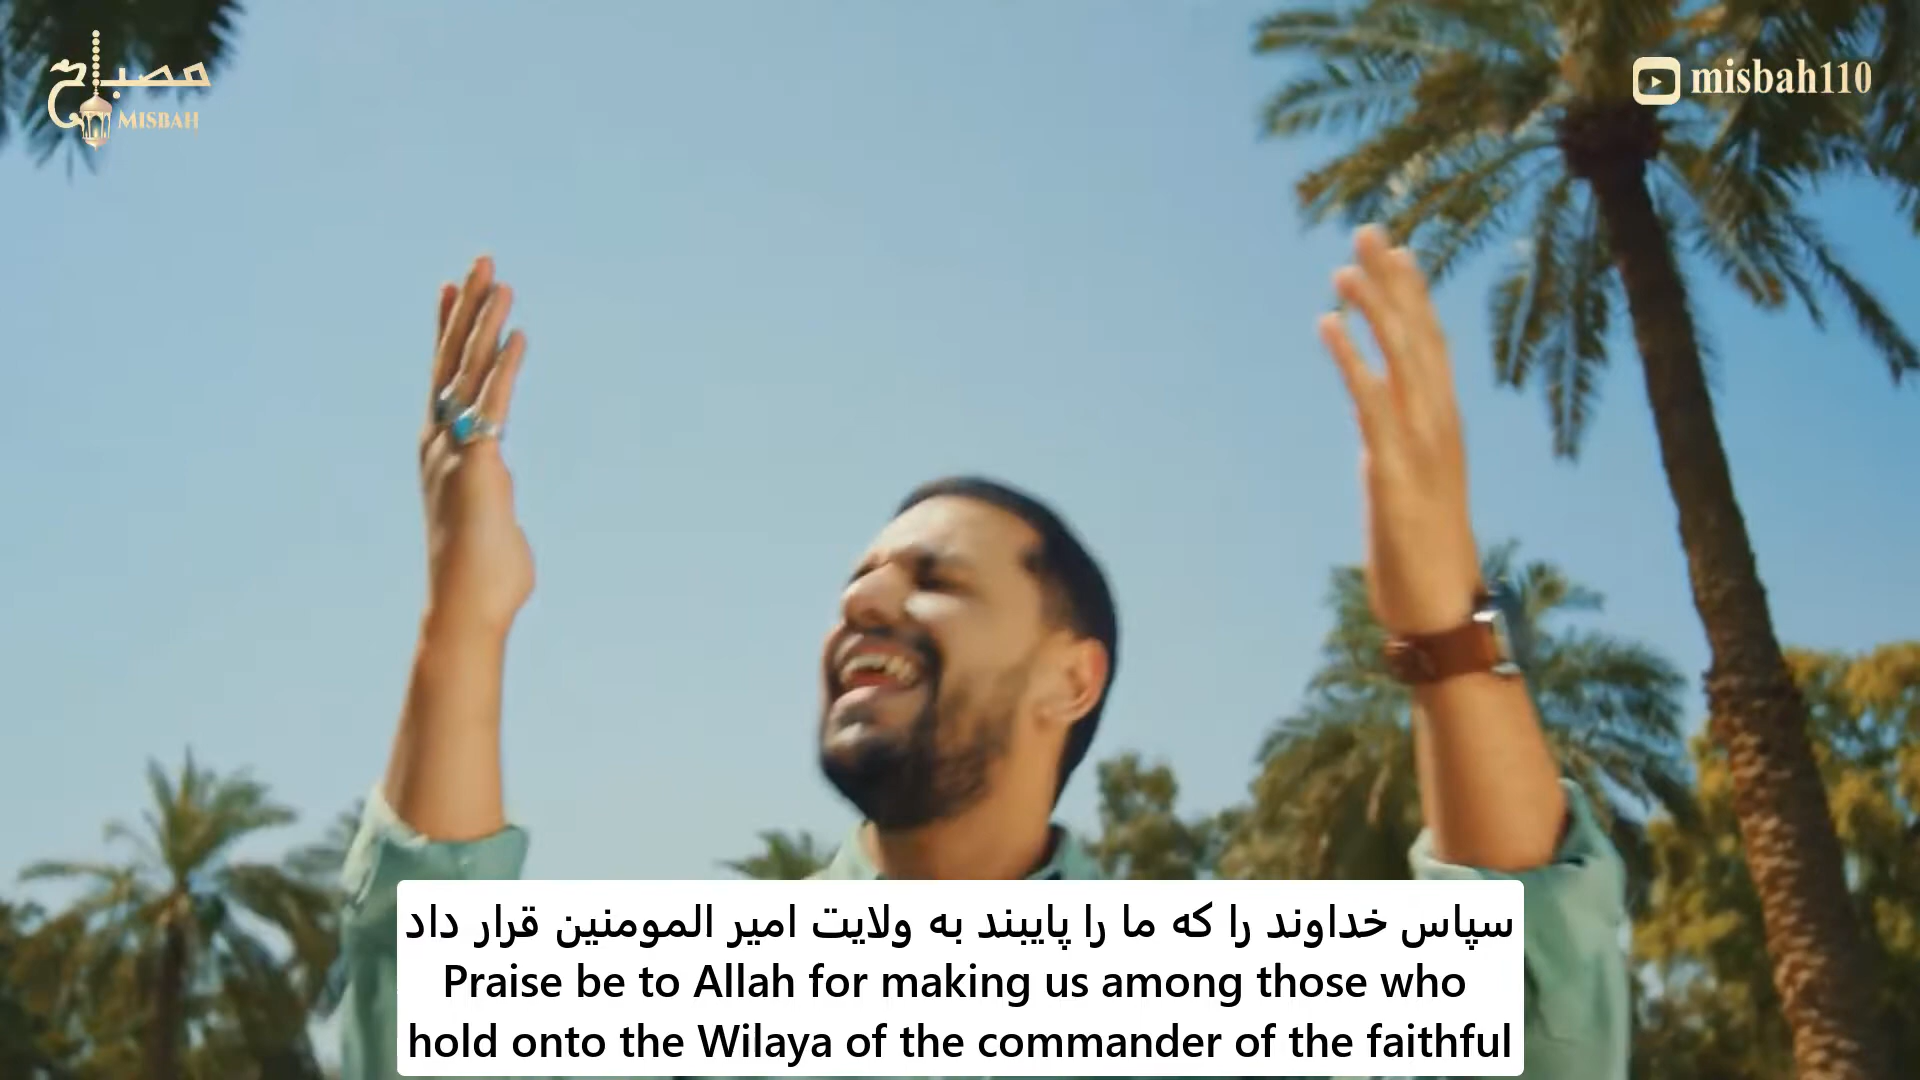 مصباح
MISBAH
misbah110
سپاس خداوند را که ما را پایبند به ولایت امیر المومنین قرار داد
Praise be to Allah for making us among those who
hold onto the Wilaya of the commander of the faithful